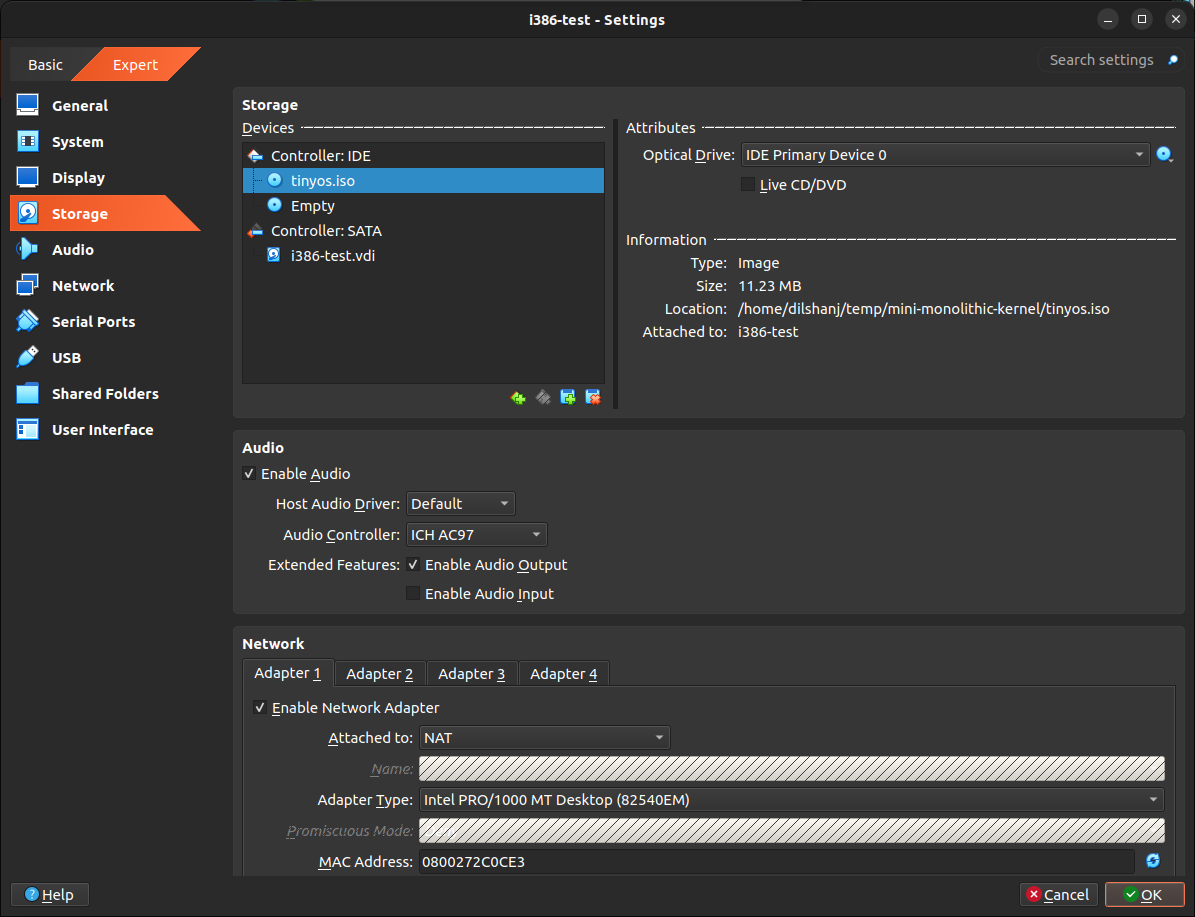 i386-test - Settings
Basic Expert Search settings
General
System
Display
Storage
Audio
Network
Serial Ports
USB
Shared Folders
User Interface
Storage
Devices
Controller: IDE
tinyos.iso
Empty
Controller: SATA
i386-test.vdi
Attributes
Optical Drive: IDE Primary Device 0
Live CD/DVD
Information
Type: Image
Size: 11.23 MB
Location: /home/dilshanj/temp/mini-monolithic-kernel/tinyos.iso
Attached to: i386-test
Audio
Enable Audio
Host Audio Driver: Default
Audio Controller: ICH AC97
Extended Features: Enable Audio Output
Enable Audio Input
Network
Adapter 1 Adapter 2 Adapter 3 Adapter 4
Enable Network Adapter
Attached to: NAT
Name:
Adapter Type: Intel PRO/1000 MT Desktop (82540EM)
Promiscuous Mode:
MAC Address: 0800272C0CE3
Help Cancel OK